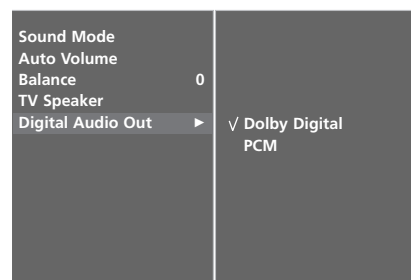 Sound Mode
Auto Volume
Balance 0
TV Speaker
Digital Audio Out ►
√ Dolby Digital
PCM